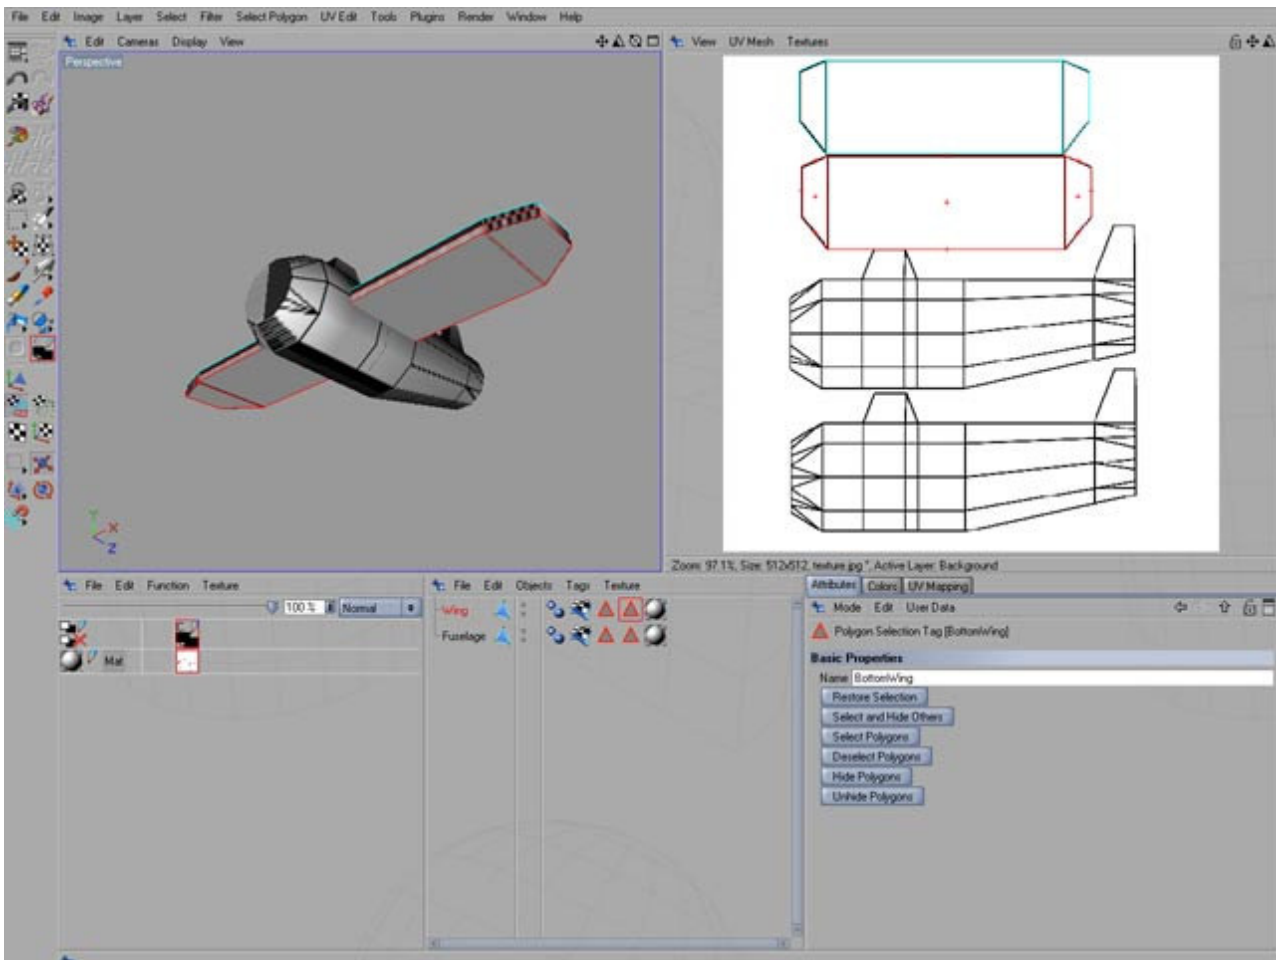 File Edit Image Layer Select Filter Select Polygon UV Edit Tools Plugins Render Window Help
Edit Cameras Display View
View UV Mesh Textures
Perspective
Y
X
Z
Zoom: 97.1%, Size: 512x512, texture.jpg *, Active Layer: Background
File Edit Function Texture
100 % Normal
Mat
File Edit Objects Tags Texture
Wing
Fuselage
Attributes Colors UV Mapping
Mode Edit User Data
Polygon Selection Tag [BottomWing]
Basic Properties
Name BottomWing
Restore Selection
Select and Hide Others
Select Polygons
Deselect Polygons
Hide Polygons
Unhide Polygons